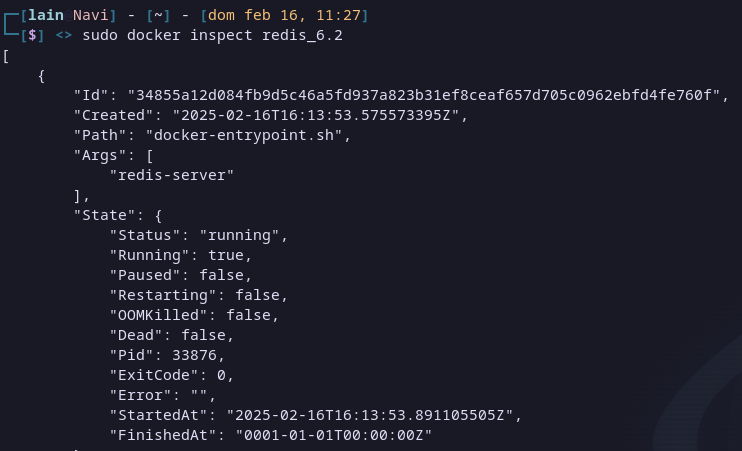 [lain Navi] - [~] - [dom feb 16, 11:27]
[$] <> sudo docker inspect redis_6.2
[
    {
        "Id": "34855a12d084fb9d5c46a5fd937a823b31ef8ceaf657d705c0962ebfd4fe760f",
        "Created": "2025-02-16T16:13:53.575573395Z",
        "Path": "docker-entrypoint.sh",
        "Args": [
            "redis-server"
        ],
        "State": {
            "Status": "running",
            "Running": true,
            "Paused": false,
            "Restarting": false,
            "OOMKilled": false,
            "Dead": false,
            "Pid": 33876,
            "ExitCode": 0,
            "Error": "",
            "StartedAt": "2025-02-16T16:13:53.891105505Z",
            "FinishedAt": "0001-01-01T00:00:00Z"